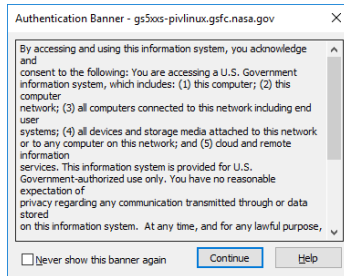 Authentication Banner - gs5xxs-pivlinux.gsfc.nasa.gov
By accessing and using this information system, you acknowledge
and
consent to the following: You are accessing a U.S. Government
information system, which includes: (1) this computer; (2) this
computer
network; (3) all computers connected to this network including end
user
systems; (4) all devices and storage media attached to this network
or to any computer on this network; and (5) cloud and remote
information
services. This information system is provided for U.S.
Government-authorized use only. You have no reasonable
expectation of
privacy regarding any communication transmitted through or data
stored
on this information system.  At any time, and for any lawful purpose,
Never show this banner again
Continue
Help